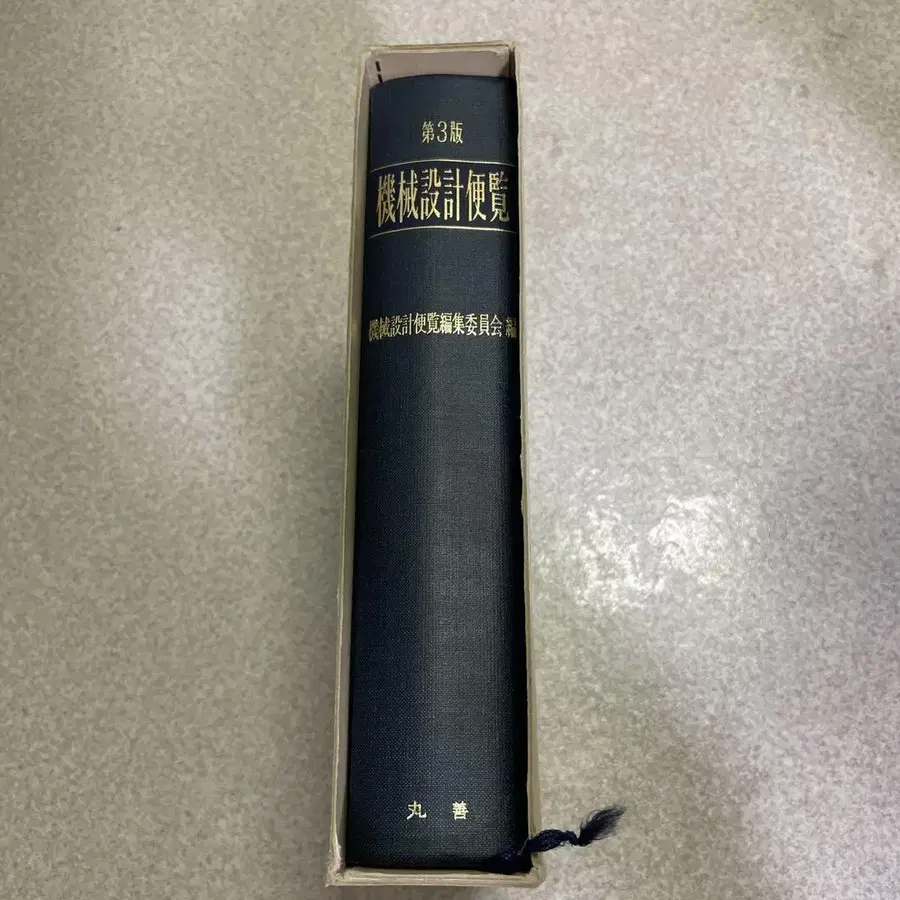 第3版
機械設計便覧
機械設計便覧編集委員会 編
丸善